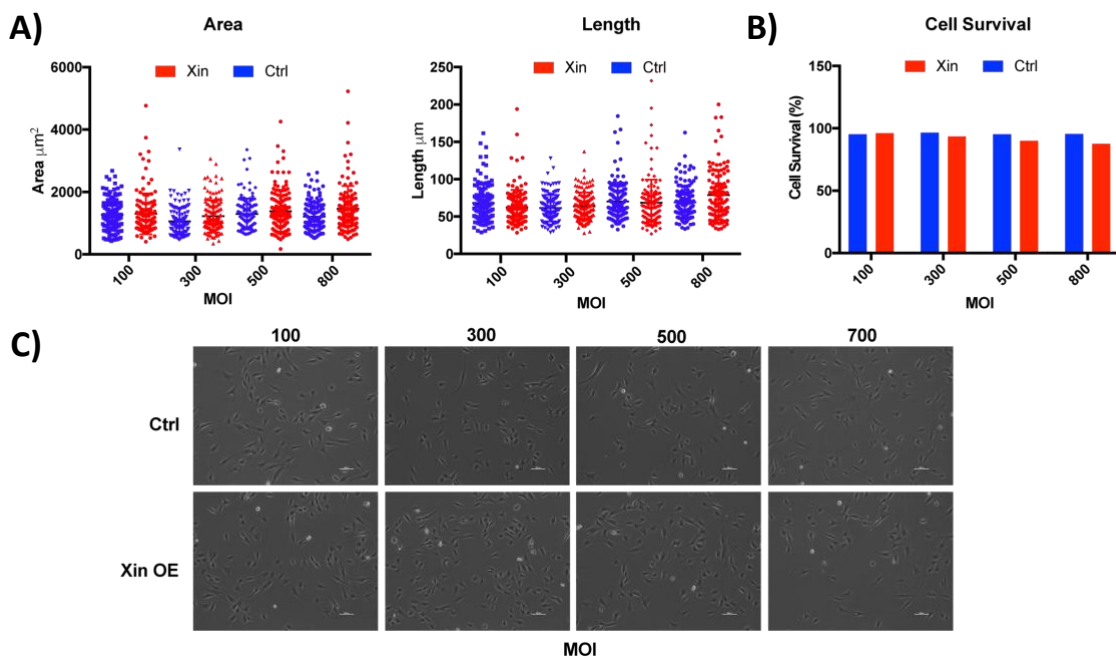 A)
Area
Xin
Ctrl
6000
4000
2000
0
Area μm²
100
300
500
800
MOI
Length
Xin
Ctrl
250
200
150
100
50
0
Length μm
100
300
500
800
MOI
B)
Cell Survival
Xin
Ctrl
150
100
50
0
Cell Survival (%)
100
300
500
800
MOI
C)
100
300
500
700
Ctrl
Xin OE
MOI